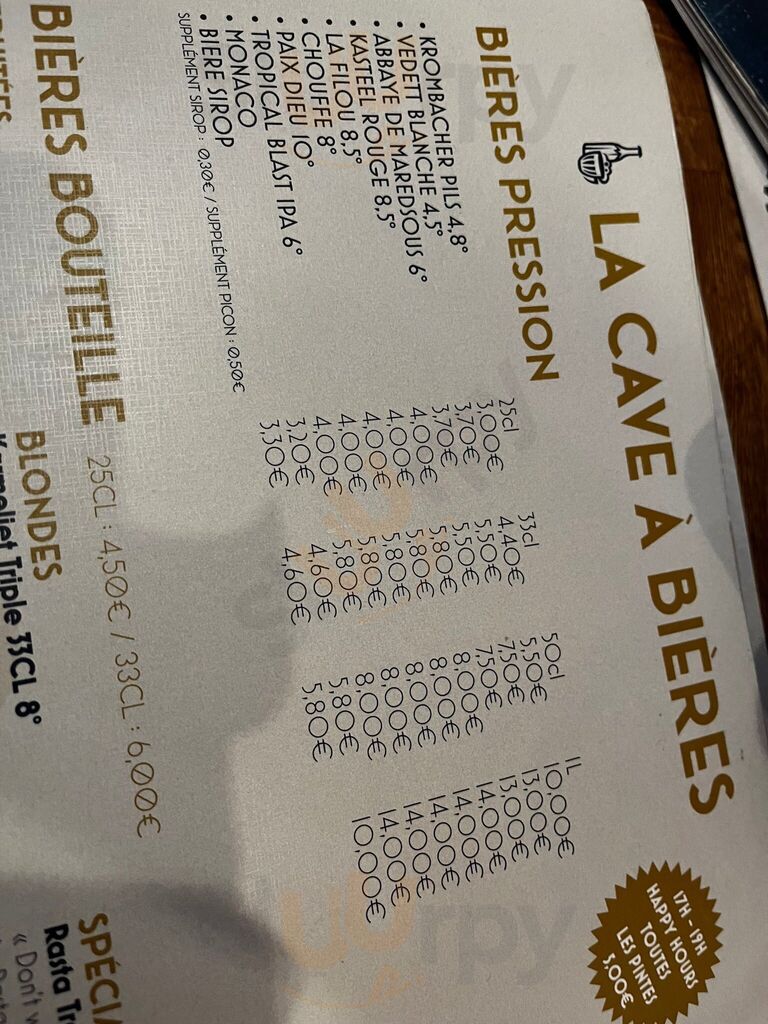 LA CAVE À BIÈRES
17H - 19H
HAPPY HOURS
TOUTES
LES PINTES
3,00€
BIÈRES PRESSION 25cl 33cl 50cl 1L
• KROMBACHER PILS 4,8° 3,00€ 4,40€ 5,50€ 10,00€
• VEDETT BLANCHE 4,5° 3,70€ 5,50€ 7,50€ 13,00€
• ABBAYE DE MAREDSOUS 6° 3,70€ 5,50€ 7,50€ 13,00€
• KASTEEL ROUGE 8,5° 4,00€ 5,80€ 8,00€ 14,00€
• LA FILOU 8,5° 4,00€ 5,80€ 8,00€ 14,00€
• CHOUFFE 8° 4,00€ 5,80€ 8,00€ 14,00€
• PAIX DIEU 10° 4,00€ 5,80€ 8,00€ 14,00€
• TROPICAL BLAST IPA 6° 4,00€ 5,80€ 8,00€ 14,00€
• MONACO 3,20€ 4,60€ 5,80€ 10,00€
• BIERE SIROP 3,30€ 4,60€ 5,80€
SUPPLÉMENT SIROP : 0,30€ / SUPPLÉMENT PICON : 0,50€
BIÈRES BOUTEILLE 25CL : 4,50€ / 33CL : 6,00€
BLONDES
Triple 33CL 8°
Rasta
« Don't